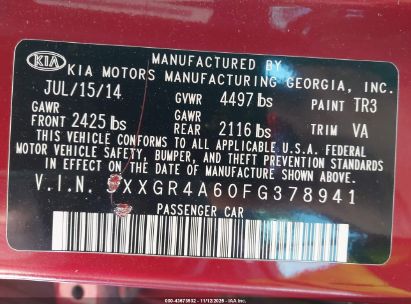 MANUFACTURED BY
KIA KIA MOTORS MANUFACTURING GEORGIA, INC.
JUL/15/14 GVWR 4497 lbs PAINT TR3
GAWR GAWR
FRONT 2425 lbs REAR 2116 lbs TRIM VA
THIS VEHICLE CONFORMS TO ALL APPLICABLE U.S.A. FEDERAL
MOTOR VEHICLE SAFETY, BUMPER, AND THEFT PREVENTION STANDARDS
IN EFFECT ON THE DATE OF MANUFACTURE SHOWN ABOVE.
V.I.N. XXGR4A60FG378941
PASSENGER CAR